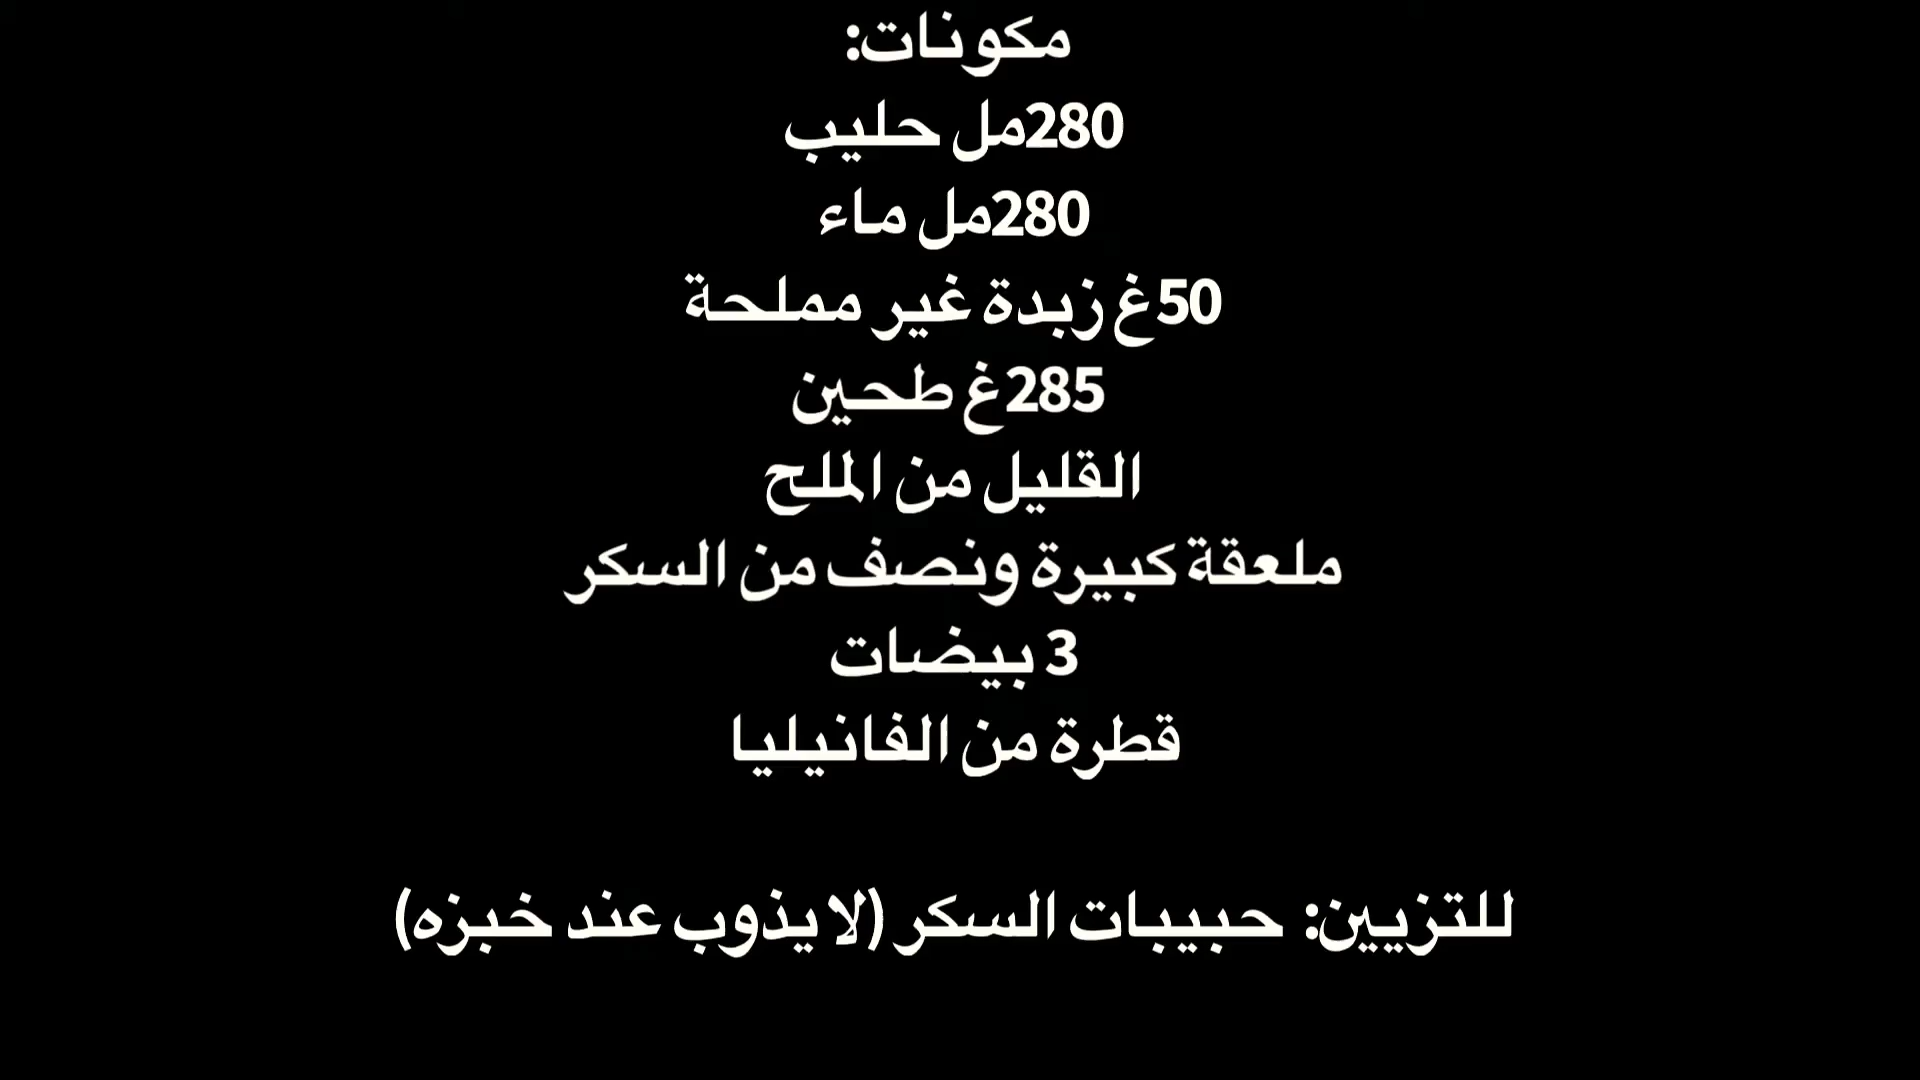 مكونات:
280مل حليب
280مل ماء
50غ زبدة غير مملحة
285غ طحين
القليل من الملح
ملعقة كبيرة ونصف من السكر
3 بيضات
قطرة من الفانيليا
للتزيين: حبيبات السكر (لا يذوب عند خبزه)